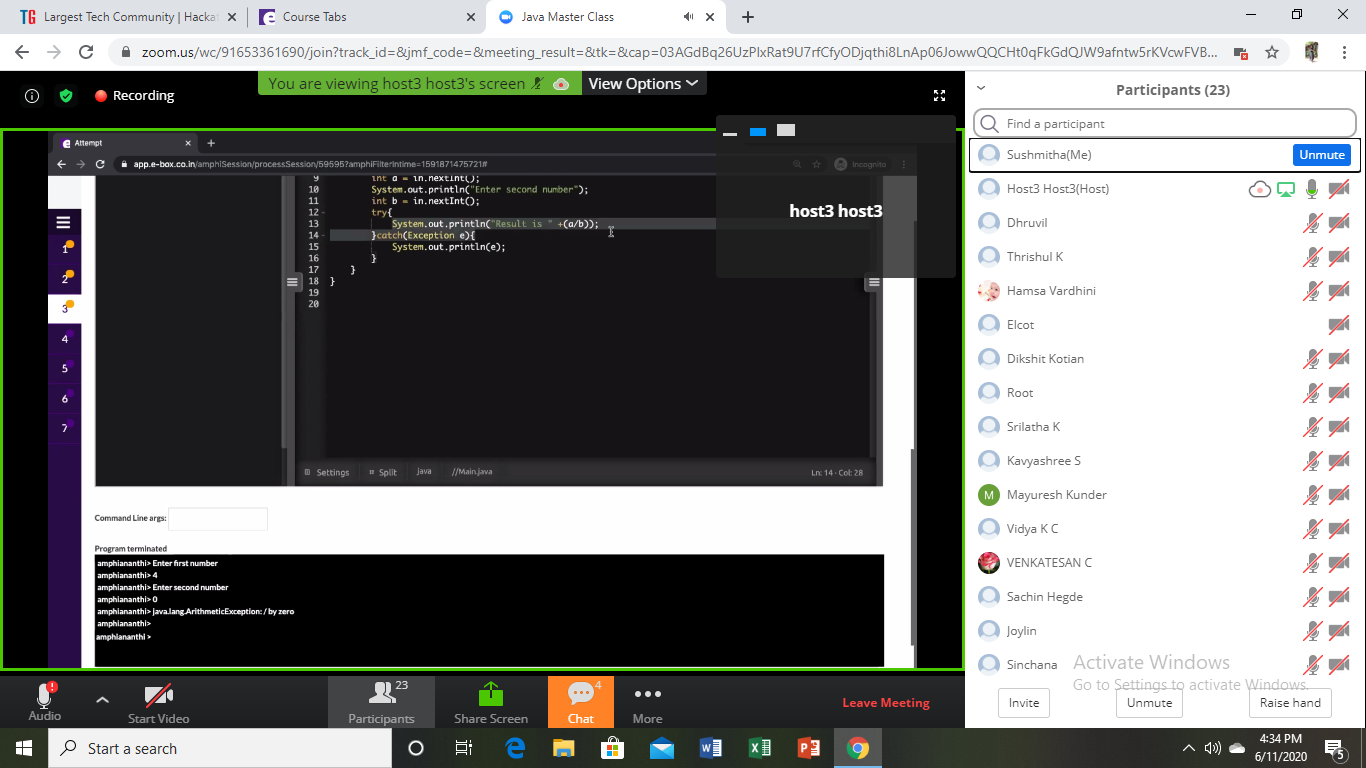 Largest Tech Community | Hacka
Course Tabs
Java Master Class
zoom.us/wc/91653361690/join?track_id=&jmf_code=&meeting_result=&tk=&cap=03AGdBq26UzPIxRat9U7rfCfyODjqthi8LnAp06JowwQQCHt0qFkGdQJW9afntw5rKVcwFVB...
Recording
You are viewing host3 host3's screen
View Options
Attempt
app.e-box.co.in/amphiSession/processSession/59595?amphiFilterIntime=1591871475721#
Incognito
host3 host3
1
2
3
4
5
6
7
9 int a = in.nextInt();
10 System.out.println("Enter second number");
11 int b = in.nextInt();
12 try{
13 System.out.println("Result is " +(a/b));
14 }catch(Exception e){
15 System.out.println(e);
16 }
17 }
18 }
19
20
Settings
Split
java
//Main.java
Ln: 14 - Col: 28
Command Line args:
Program terminated
amphiananthi> Enter first number
amphiananthi> 4
amphiananthi> Enter second number
amphiananthi> 0
amphiananthi> java.lang.ArithmeticException: / by zero
amphiananthi>
amphiananthi >
Participants (23)
Find a participant
Sushmitha(Me)
Unmute
Host3 Host3(Host)
Dhruvil
Thrishul K
Hamsa Vardhini
Elcot
Dikshit Kotian
Root
Srilatha K
Kavyashree S
M
Mayuresh Kunder
Vidya K C
VENKATESAN C
Sachin Hegde
Joylin
Sinchana
Activate Windows
Go to Settings to activate Windows.
Invite
Unmute
Raise hand
Audio
Start Video
23
Participants
Share Screen
4
Chat
More
Leave Meeting
Start a search
4:34 PM
6/11/2020
5